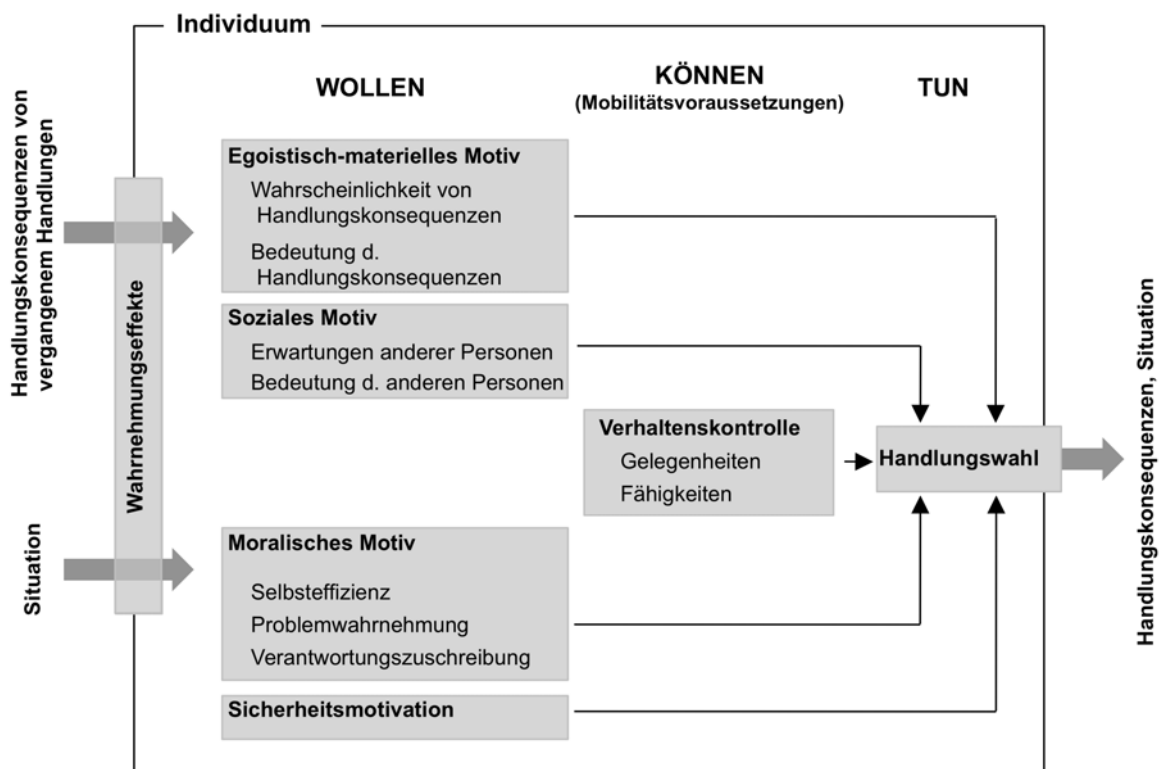 Individuum
WOLLEN
KÖNNEN
(Mobilitätsvoraussetzungen)
TUN
Handlungskonsequenzen von
vergangenem Handlungen
Situation
Wahrnehmungseffekte
Egoistisch-materielles Motiv
Wahrscheinlichkeit von
Handlungskonsequenzen
Bedeutung d.
Handlungskonsequenzen
Soziales Motiv
Erwartungen anderer Personen
Bedeutung d. anderen Personen
Moralisches Motiv
Selbsteffizienz
Problemwahrnehmung
Verantwortungszuschreibung
Sicherheitsmotivation
Verhaltenskontrolle
Gelegenheiten
Fähigkeiten
Handlungswahl
Handlungskonsequenzen, Situation